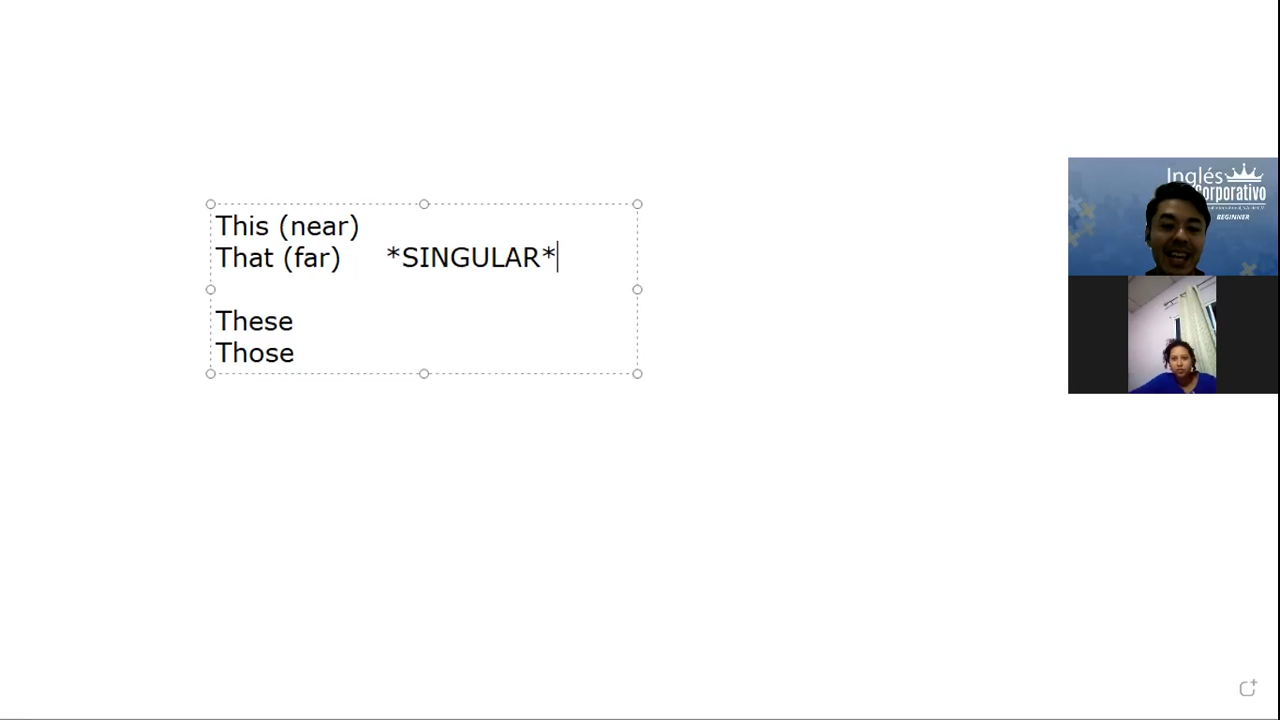 This (near)
That (far) *SINGULAR*
These
Those
Inglés
Corporativo
BEGINNER